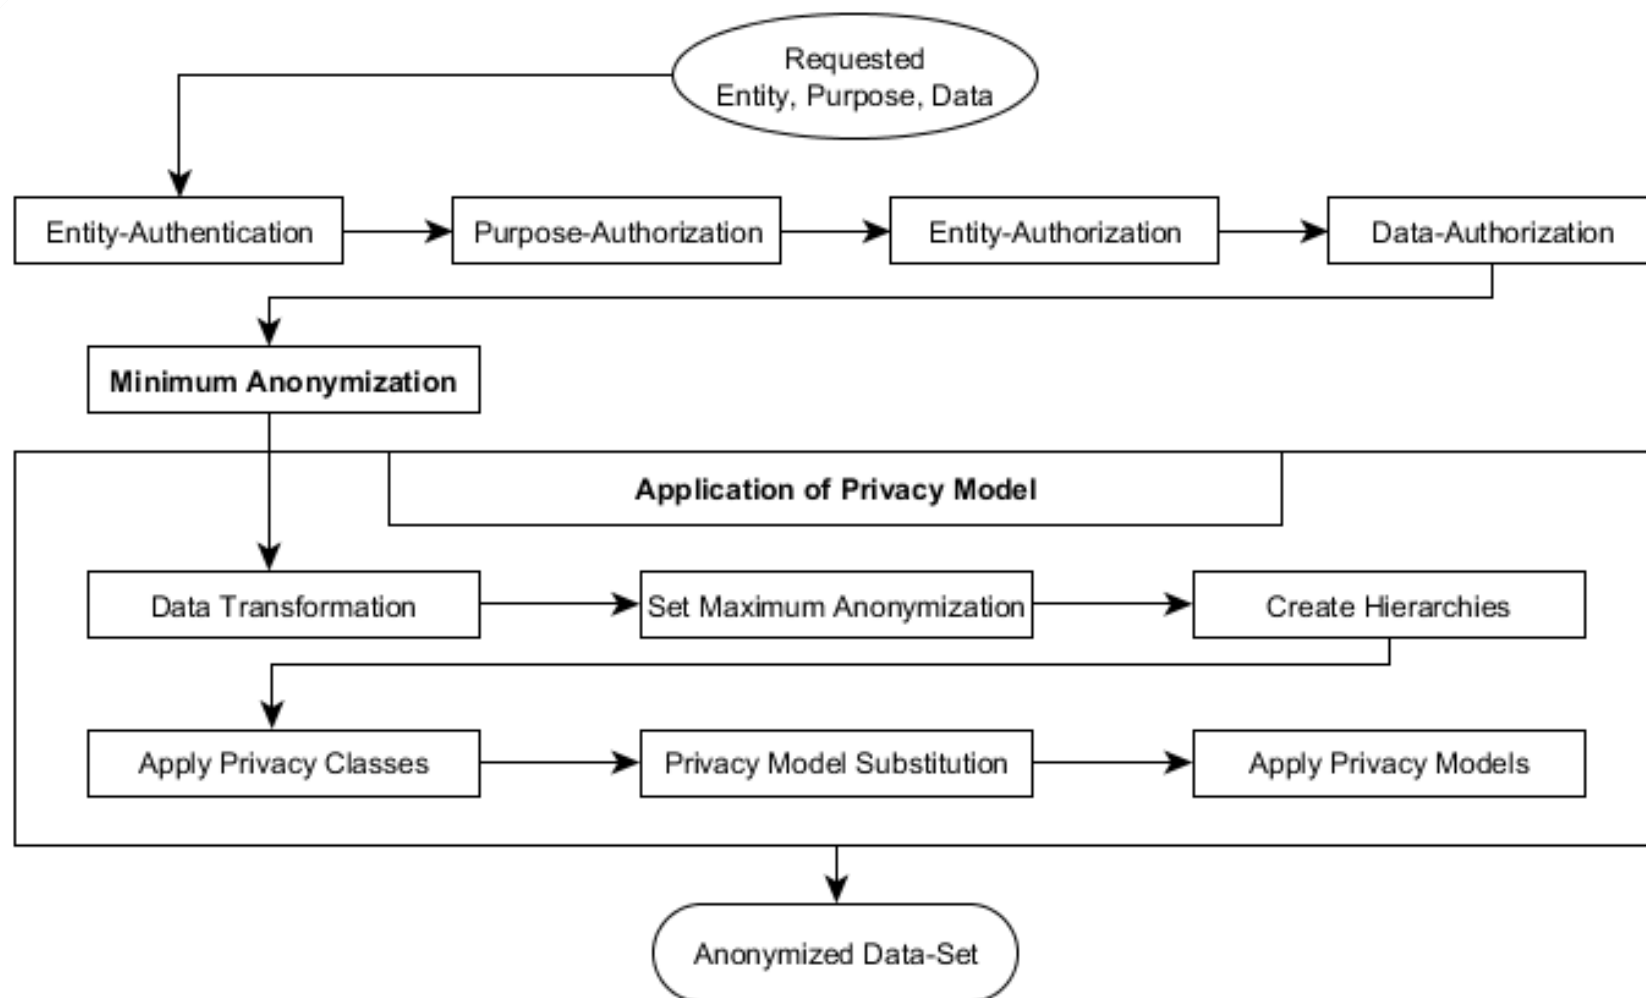 Requested
Entity, Purpose, Data
Entity-Authentication
Purpose-Authorization
Entity-Authorization
Data-Authorization
Minimum Anonymization
Application of Privacy Model
Data Transformation
Set Maximum Anonymization
Create Hierarchies
Apply Privacy Classes
Privacy Model Substitution
Apply Privacy Models
Anonymized Data-Set